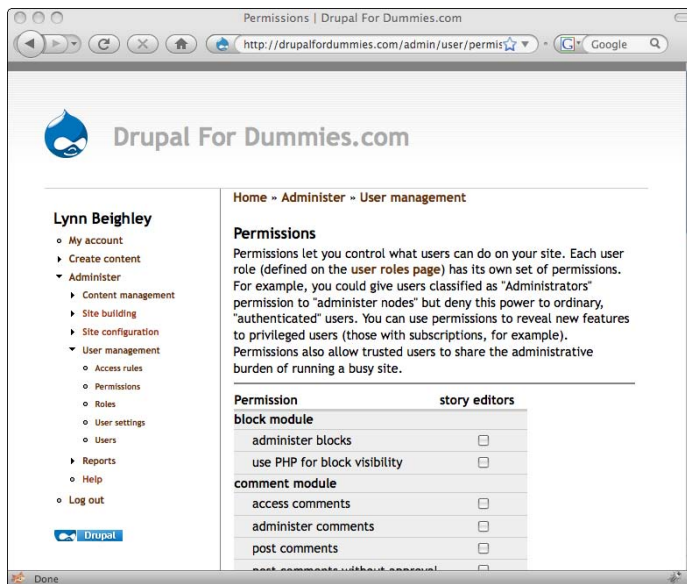 Permissions | Drupal For Dummies.com
http://drupalfordummies.com/admin/user/permis
G Google
Drupal For Dummies.com
Lynn Beighley
My account
Create content
Administer
Content management
Site building
Site configuration
User management
Access rules
Permissions
Roles
User settings
Users
Reports
Help
Log out
Drupal
Home » Administer » User management
Permissions
Permissions let you control what users can do on your site. Each user
role (defined on the user roles page) has its own set of permissions.
For example, you could give users classified as "Administrators"
permission to "administer nodes" but deny this power to ordinary,
"authenticated" users. You can use permissions to reveal new features
to privileged users (those with subscriptions, for example).
Permissions also allow trusted users to share the administrative
burden of running a busy site.
Permission story editors
block module
administer blocks
use PHP for block visibility
comment module
access comments
administer comments
post comments
post comments without approval
Done